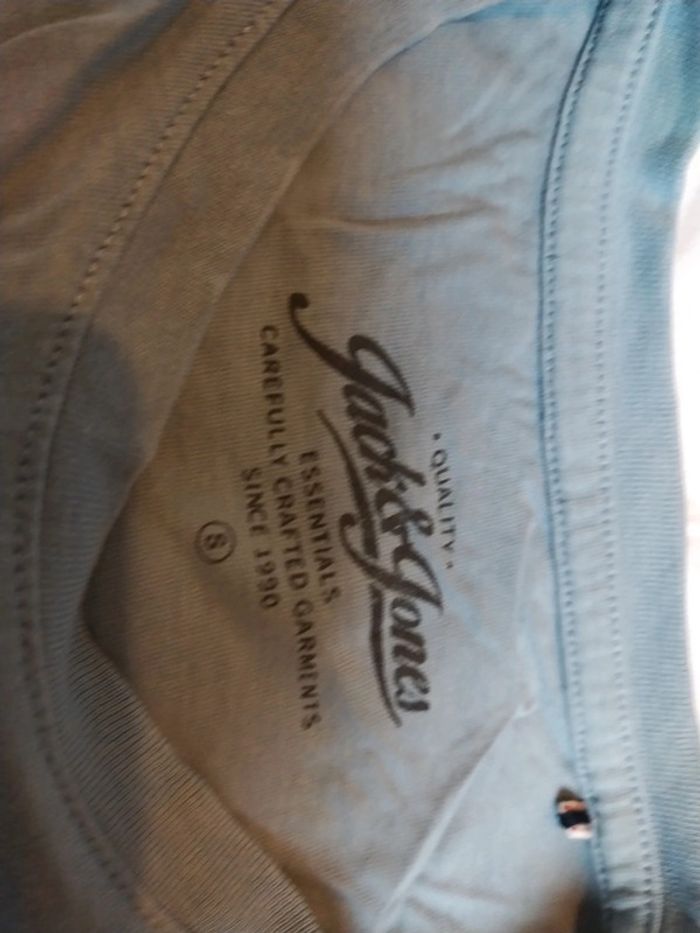 • QUALITY •
Jack & Jones
ESSENTIALS
CAREFULLY CRAFTED GARMENTS
SINCE 1990
S